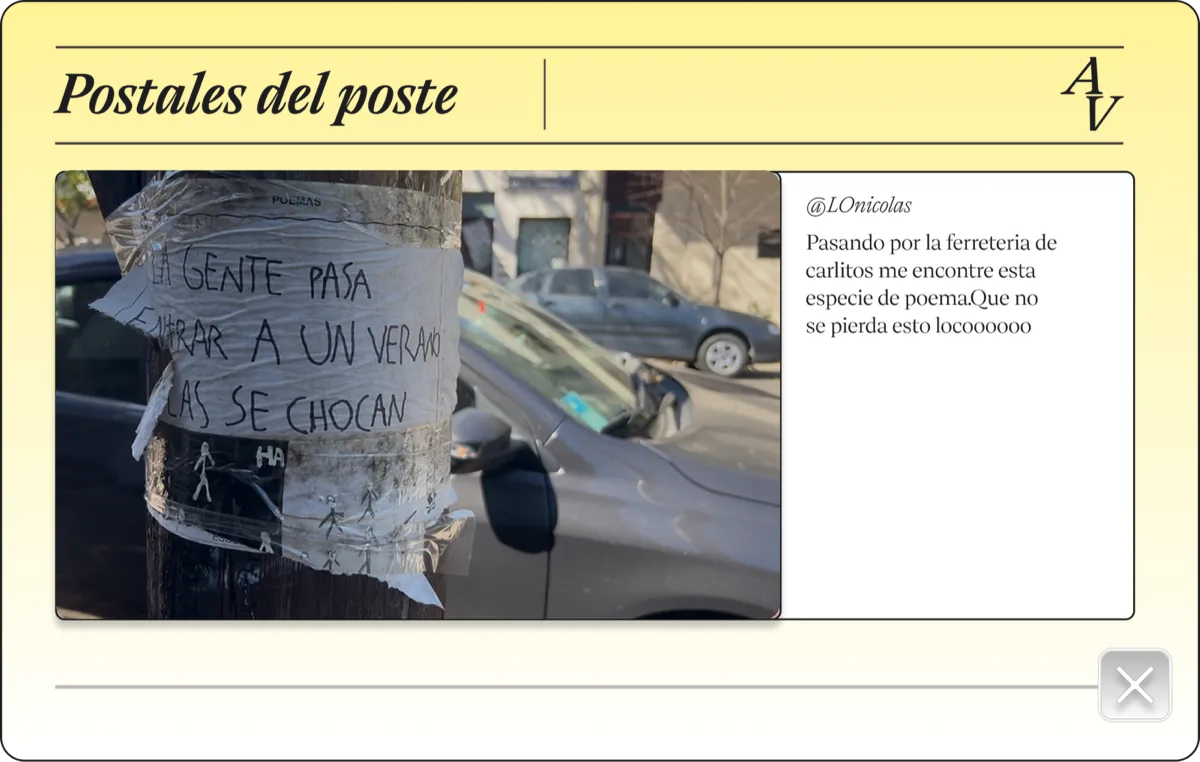 Postales del poste
A
V
POEMAS
LA GENTE PASA
ENTRAR A UN VERANO
LAS SE CHOCAN
HA
@LOnicolas
Pasando por la ferreteria de
carlitos me encontre esta
especie de poema.Que no
se pierda esto locoooooo